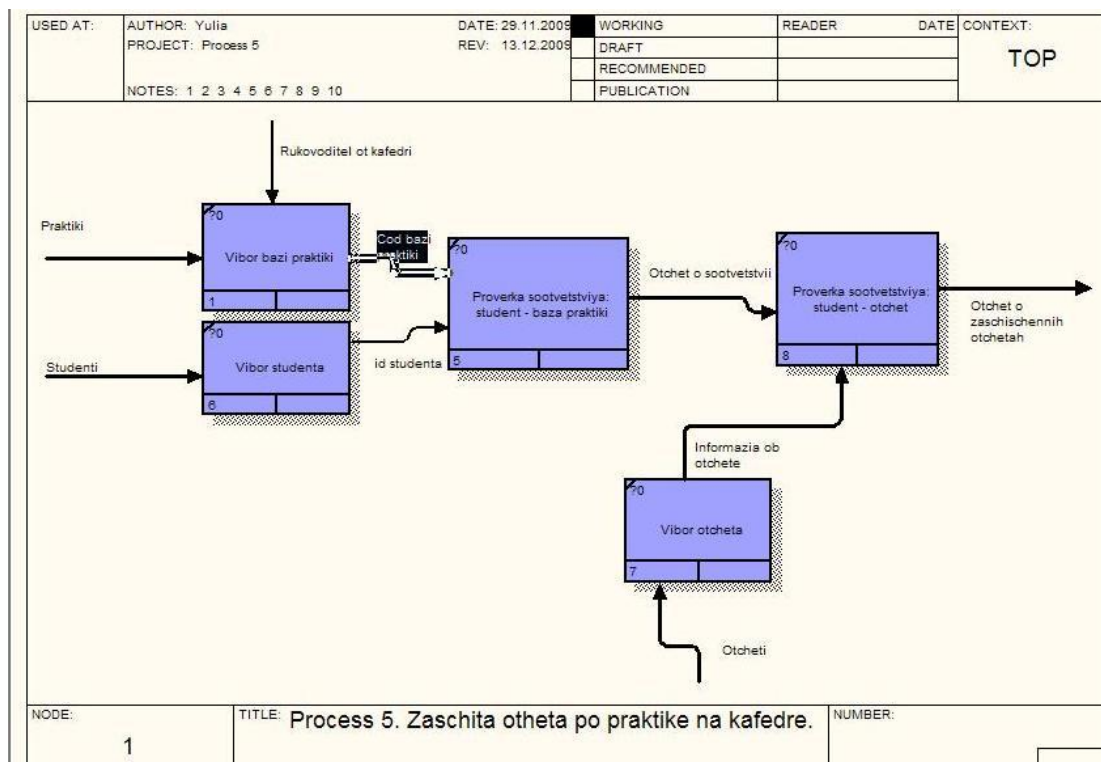 USED AT:
AUTHOR: Yulia
DATE: 29.11.2009
PROJECT: Process 5
REV: 13.12.2009
NOTES: 1 2 3 4 5 6 7 8 9 10
WORKING
DRAFT
RECOMMENDED
PUBLICATION
READER
DATE
CONTEXT:
TOP
Rukovoditel ot kafedri
Praktiki
?0
Vibor bazi praktiki
1
Cod bazi
praktiki
Studenti
?0
Vibor studenta
6
id studenta
?0
Proverka sootvetstviya:
student - baza praktiki
5
Otchet o sootvetstvii
?0
Proverka sootvetstviya:
student - otchet
8
Otchet o
zaschischennih
otchetah
Informazia ob
otchete
?0
Vibor otcheta
7
Otcheti
NODE:
1
TITLE: Process 5. Zaschita otheta po praktike na kafedre.
NUMBER: